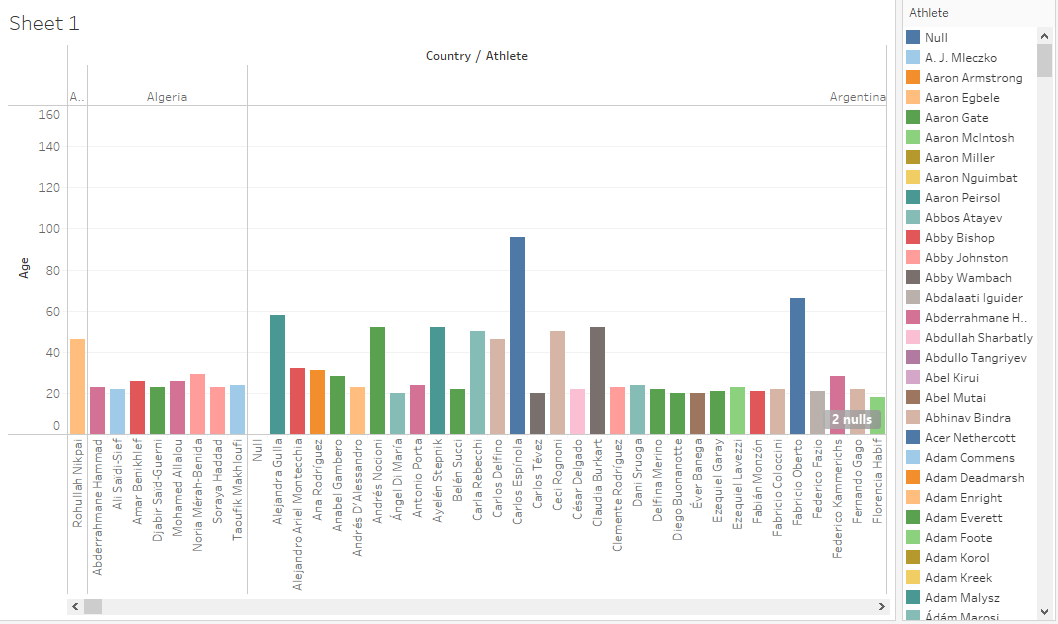 Sheet 1
Country / Athlete
A..
Algeria
Argentina
Age
160
140
120
100
80
60
40
20
0
2 nulls
Rohullah Nikpai
Abderrahmane Hammad
Ali Saïdi-Sief
Amar Benikhlef
Djabir Saïd-Guerni
Mohamed Allalou
Noria Mérah-Benida
Soraya Haddad
Taoufik Makhloufi
Null
Alejandra Gulla
Alejandro Ariel Montecchia
Ana Rodríguez
Anabel Gambero
Andrés D'Alessandro
Andrés Nocioni
Ángel Di María
Antonio Porta
Ayelén Stepnik
Belén Succi
Carla Rebecchi
Carlos Delfino
Carlos Espínola
Carlos Tévez
Ceci Rognoni
César Delgado
Claudia Burkart
Clemente Rodríguez
Dani Sruoga
Delfina Merino
Diego Buonanotte
Éver Banega
Ezequiel Garay
Ezequiel Lavezzi
Fabián Monzón
Fabricio Coloccini
Fabricio Oberto
Federico Fazio
Federico Kammerichs
Fernando Gago
Florencia Habif
Athlete
Null
A. J. Mleczko
Aaron Armstrong
Aaron Egbele
Aaron Gate
Aaron McIntosh
Aaron Miller
Aaron Nguimbat
Aaron Peirsol
Abbos Atayev
Abby Bishop
Abby Johnston
Abby Wambach
Abdalaati Iguider
Abderrahmane H..
Abdullah Sharbatly
Abdullo Tangriyev
Abel Kirui
Abel Mutai
Abhinav Bindra
Acer Nethercott
Adam Commens
Adam Deadmarsh
Adam Enright
Adam Everett
Adam Foote
Adam Korol
Adam Kreek
Adam Malysz
Ádám Marosi